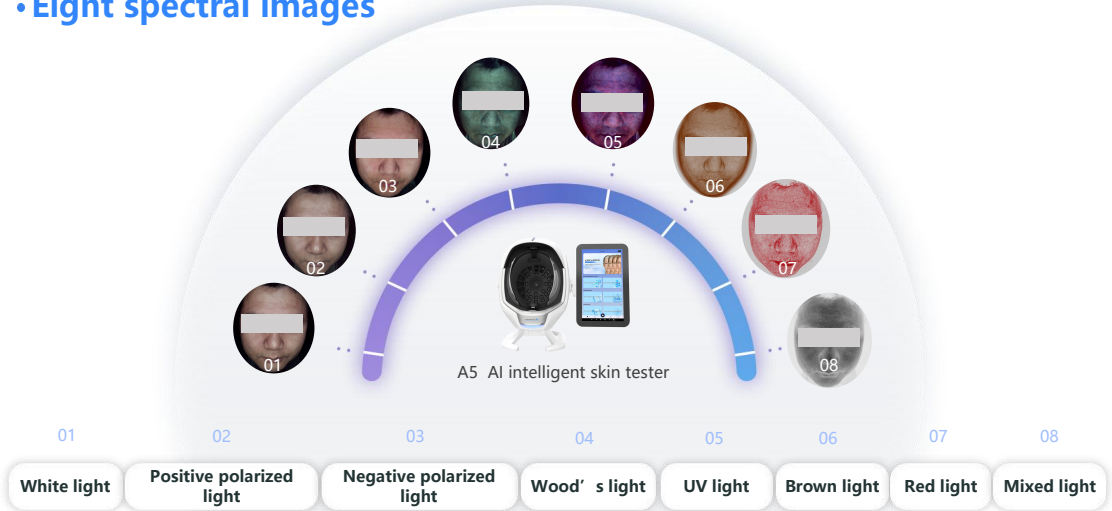 • Eight spectral images
04
05
03
06
02
07
01
08
A5 AI intelligent skin tester
01
02
03
04
05
06
07
08
White light
Positive polarized
light
Negative polarized
light
Wood’s light
UV light
Brown light
Red light
Mixed light